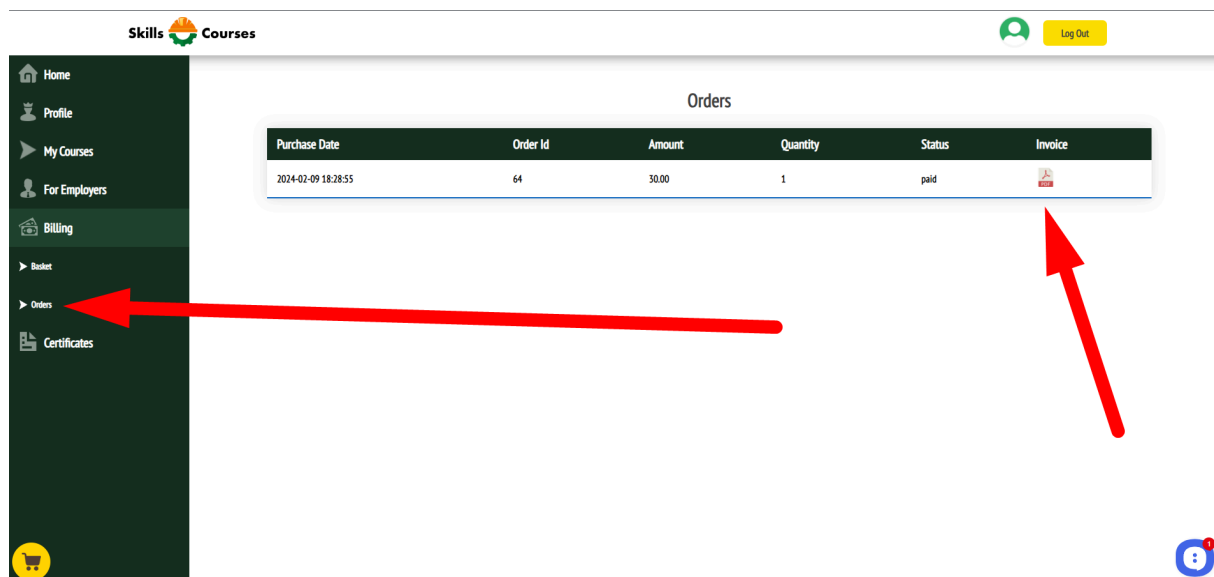 Skills Courses
Log Out
Home
Profile
My Courses
For Employers
Billing
Basket
Orders
Certificates
Orders
Purchase Date Order Id Amount Quantity Status Invoice
2024-02-09 18:28:55 64 30.00 1 paid PDF
1